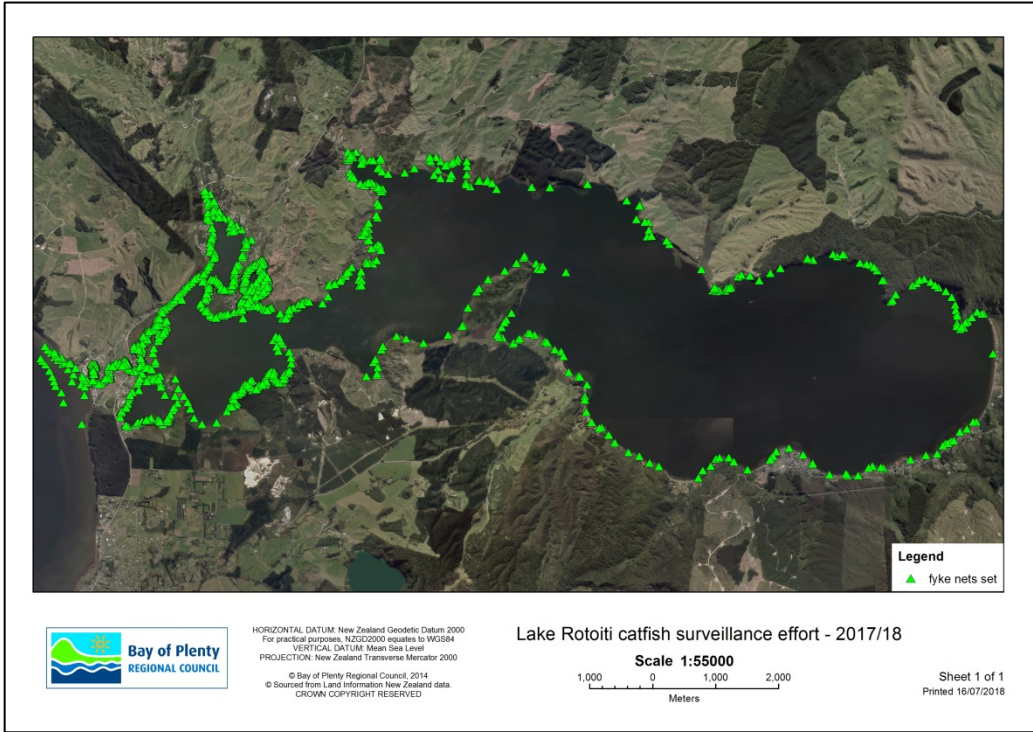 Legend
fyke nets set
Bay of Plenty
REGIONAL COUNCIL
HORIZONTAL DATUM: New Zealand Geodetic Datum 2000
For practical purposes, NZGD2000 equates to WGS84
VERTICAL DATUM: Mean Sea Level
PROJECTION: New Zealand Transverse Mercator 2000
© Bay of Plenty Regional Council, 2014
© Sourced from Land Information New Zealand data.
CROWN COPYRIGHT RESERVED
Lake Rotoiti catfish surveillance effort - 2017/18
Scale 1:55000
1,000 0 1,000 2,000
Meters
Sheet 1 of 1
Printed 16/07/2018